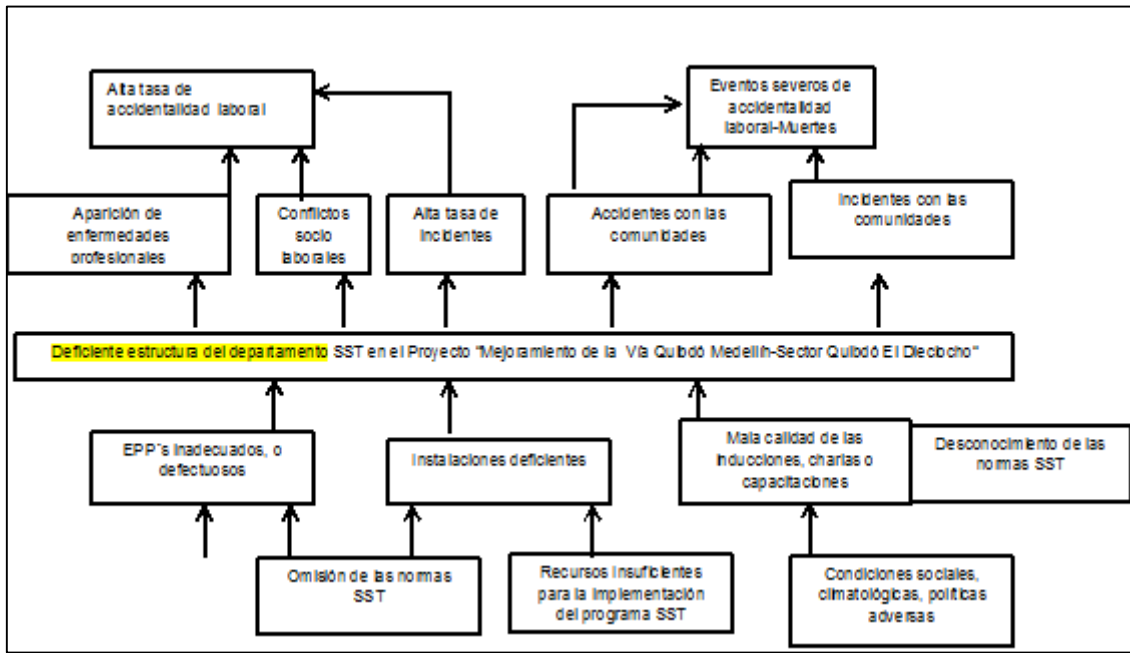 Alta tasa de
accidentalidad laboral
Eventos severos de
accidentalidad
laboral-Muertes
Aparición de
enfermedades
profesionales
Conflictos
socio
laborales
Alta tasa de
incidentes
Accidentes con las
comunidades
Incidentes con las
comunidades
Deficiente estructura del departamento SST en el Proyecto "Mejoramiento de la Vía Quibdó Medellín-Sector Quibdó El Dieciocho"
EPP`s inadecuados, o
defectuosos
Instalaciones deficientes
Mala calidad de las
inducciones, charlas o
capacitaciones
Desconocimiento de las
normas SST
Omisión de las normas
SST
Recursos insuficientes
para la implementación
del programa SST
Condiciones sociales,
climatológicas, políticas
adversas